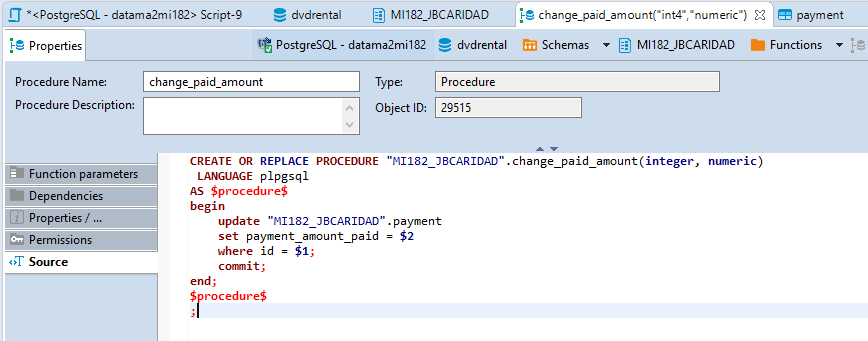 *<PostgreSQL - datama2mi182> Script-9 dvdrental MI182_JBCARIDAD change_paid_amount("int4","numeric") payment
Properties PostgreSQL - datama2mi182 dvdrental Schemas MI182_JBCARIDAD Functions
Procedure Name: change_paid_amount Type: Procedure
Procedure Description: Object ID: 29515
Function parameters
Dependencies
Properties / ...
Permissions
Source
CREATE OR REPLACE PROCEDURE "MI182_JBCARIDAD".change_paid_amount(integer, numeric)
LANGUAGE plpgsql
AS $procedure$
begin
update "MI182_JBCARIDAD".payment
set payment_amount_paid = $2
where id = $1;
commit;
end;
$procedure$
;